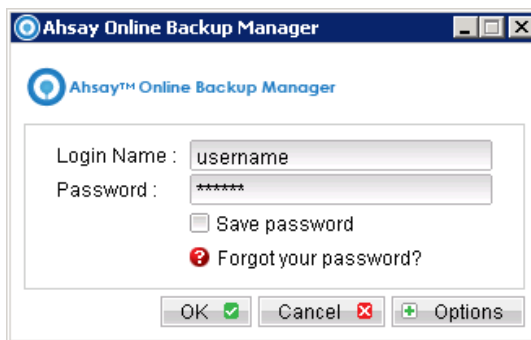 Ahsay Online Backup Manager
Ahsay™ Online Backup Manager
Login Name : username
Password : ******
Save password
Forgot your password?
OK Cancel Options